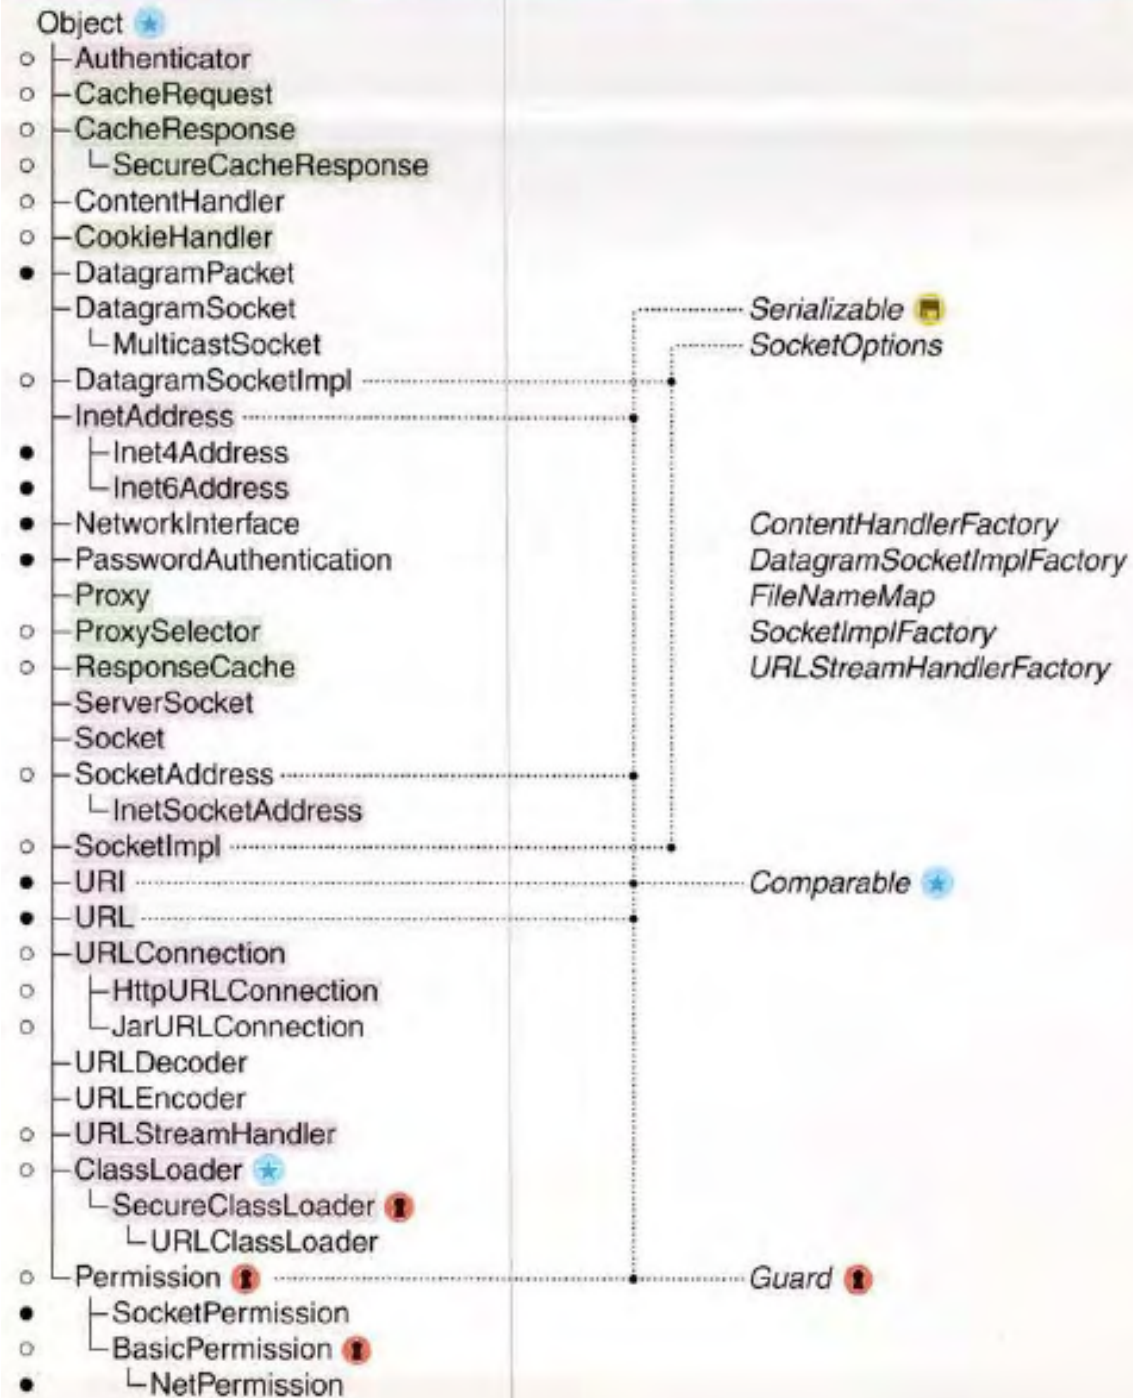 Object
Authenticator
CacheRequest
CacheResponse
SecureCacheResponse
ContentHandler
CookieHandler
DatagramPacket
DatagramSocket
Serializable
MulticastSocket
SocketOptions
DatagramSocketImpl
InetAddress
Inet4Address
Inet6Address
NetworkInterface
ContentHandlerFactory
PasswordAuthentication
DatagramSocketImplFactory
Proxy
FileNameMap
ProxySelector
SocketImplFactory
ResponseCache
URLStreamHandlerFactory
ServerSocket
Socket
SocketAddress
InetSocketAddress
SocketImpl
URI
Comparable
URL
URLConnection
HttpURLConnection
JarURLConnection
URLDecoder
URLEncoder
URLStreamHandler
ClassLoader
SecureClassLoader
URLClassLoader
Permission
Guard
SocketPermission
BasicPermission
NetPermission